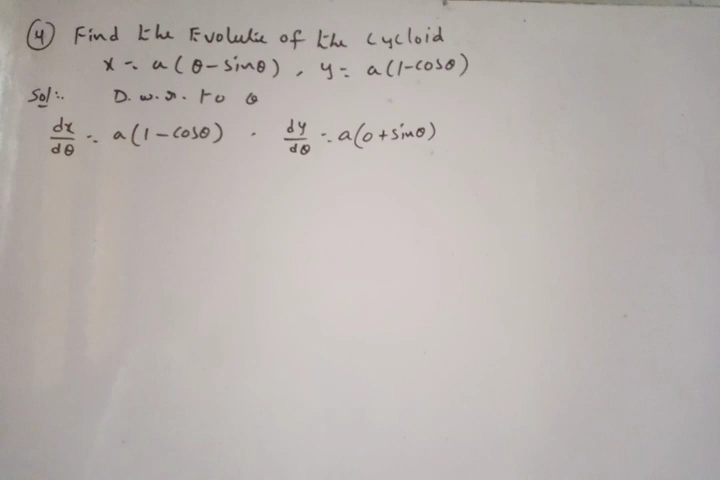 (4) Find the Evolute of the cycloid
x = a(θ-sinθ), y = a(1-cosθ)
Sol:. D. w. r. to θ
dx/dθ = a(1-cosθ). dy/dθ = a(0+sinθ)